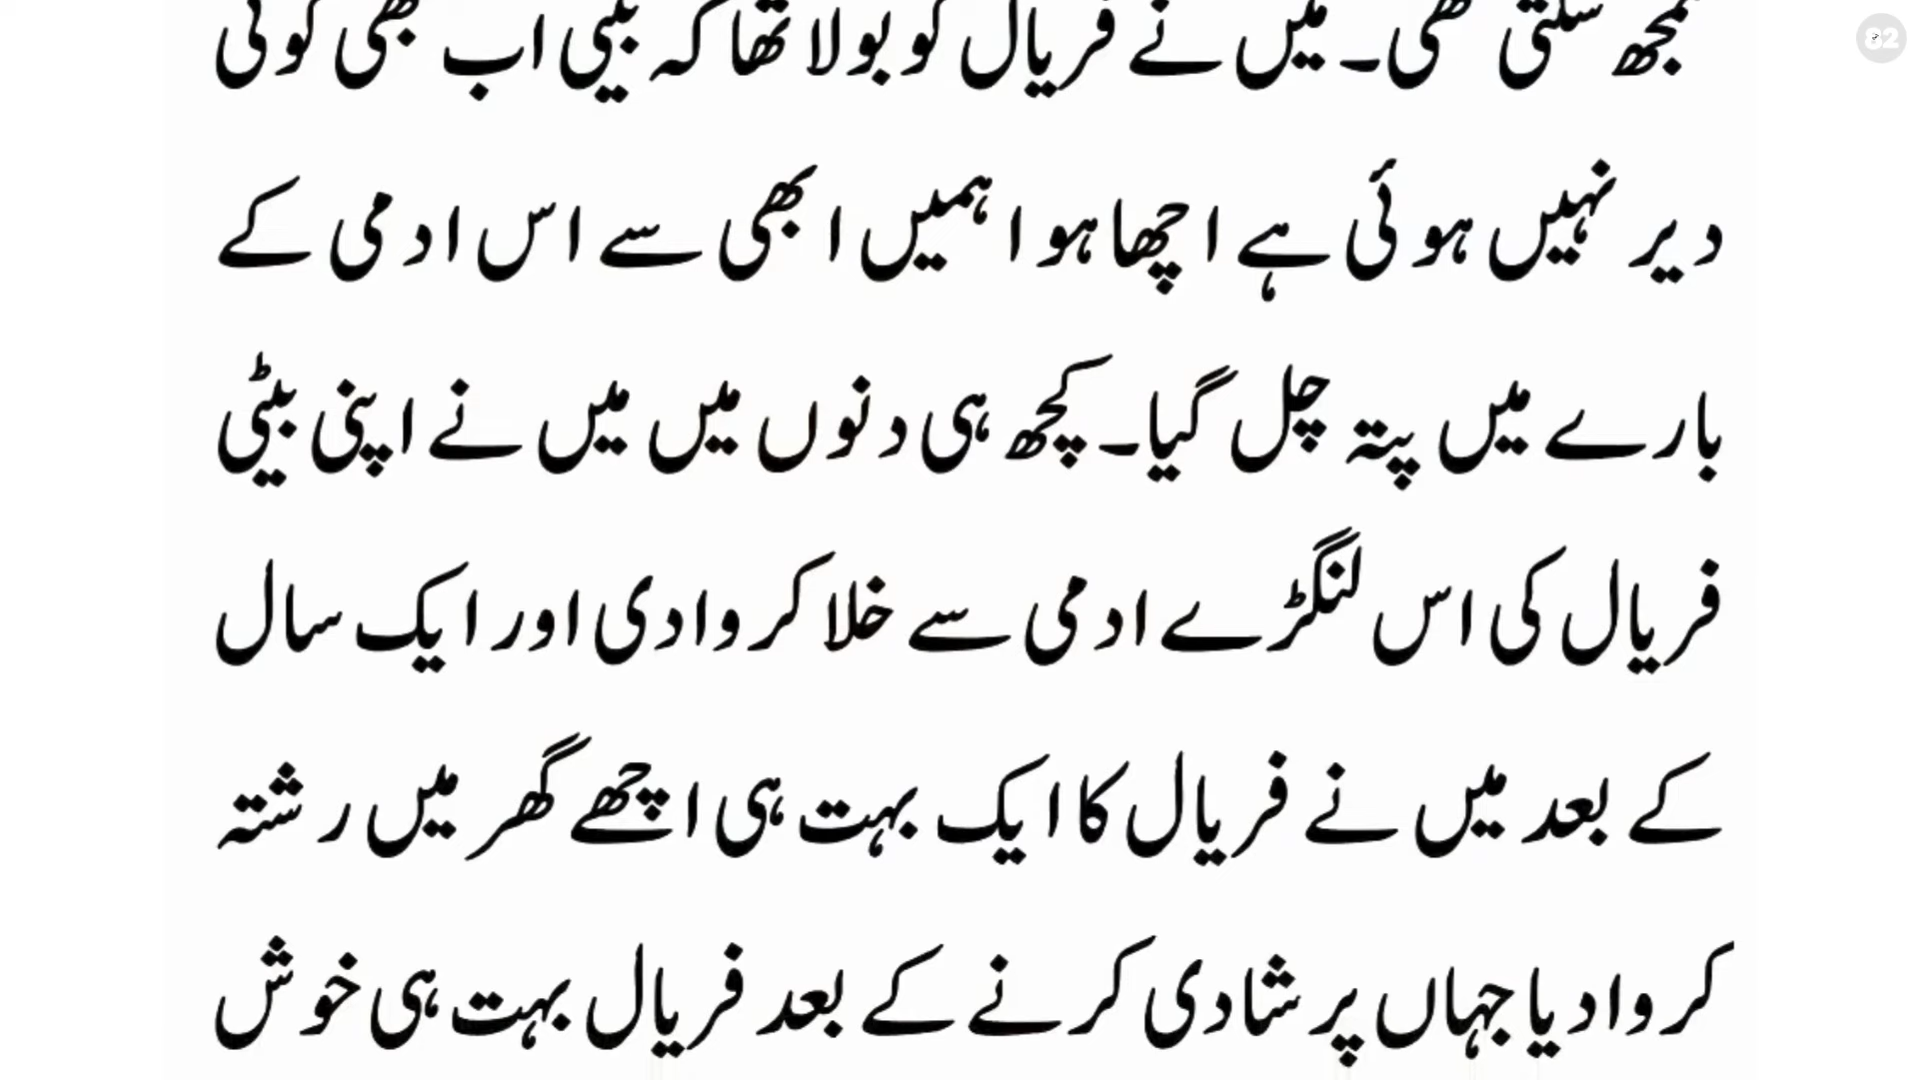 سمجھ سکتی تھی۔ میں نے فریال کو بولا تھا کہ بیٹی اب بھی کوئی
دیر نہیں ہوئی ہے اچھا ہوا ہمیں ابھی سے اس ادمی کے
بارے میں پتہ چل گیا۔ کچھ ہی دنوں میں میں نے اپنی بیٹی
فریال کی اس لنگڑے ادمی سے خلا کروادی اور ایک سال
کے بعد میں نے فریال کا ایک بہت ہی اچھے گھر میں رشتہ
کروادیا جہاں پر شادی کرنے کے بعد فریال بہت ہی خوش